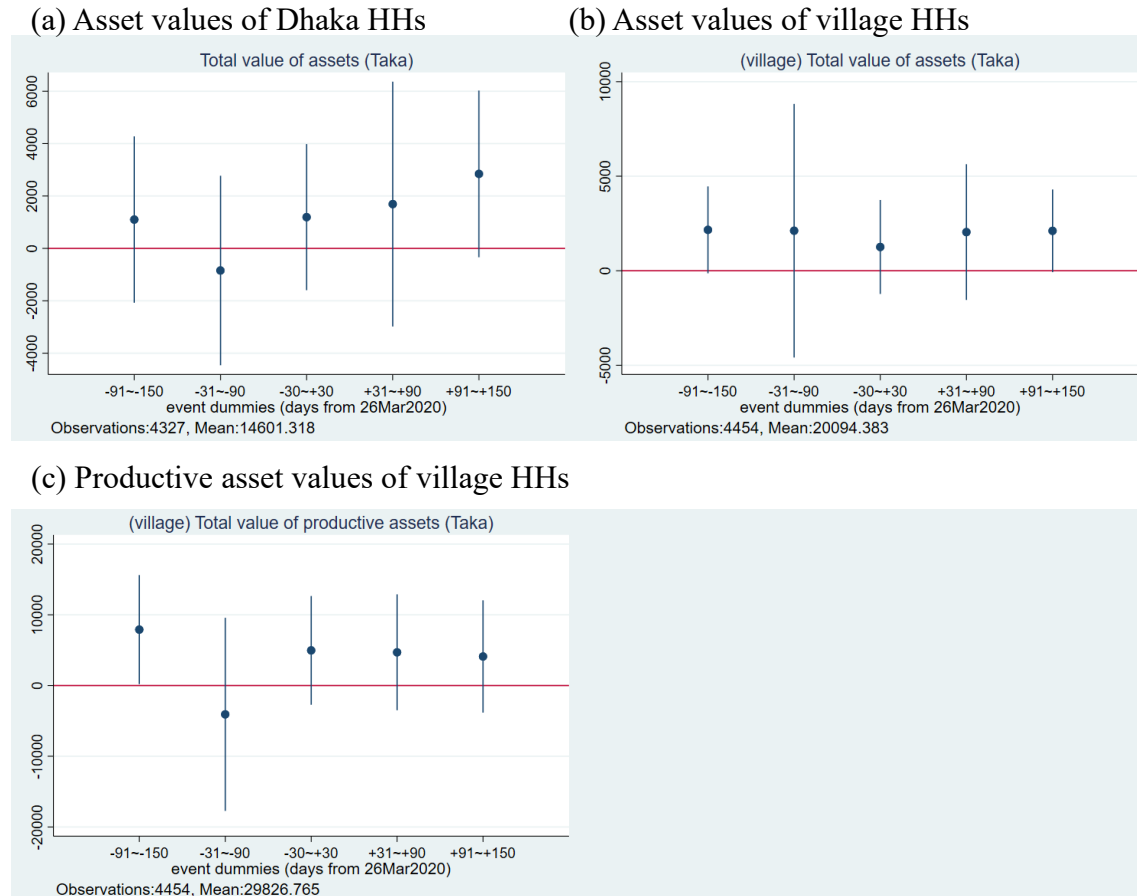 (a) Asset values of Dhaka HHs
Total value of assets (Taka)
6000
4000
2000
0
-2000
-4000
-91~-150 -31~-90 -30~+30 +31~+90 +91~+150
event dummies (days from 26Mar2020)
Observations:4327, Mean:14601.318
(b) Asset values of village HHs
(village) Total value of assets (Taka)
10000
5000
0
-5000
-91~-150 -31~-90 -30~+30 +31~+90 +91~+150
event dummies (days from 26Mar2020)
Observations:4454, Mean:20094.383
(c) Productive asset values of village HHs
(village) Total value of productive assets (Taka)
20000
10000
0
-10000
-20000
-91~-150 -31~-90 -30~+30 +31~+90 +91~+150
event dummies (days from 26Mar2020)
Observations:4454, Mean:29826.765